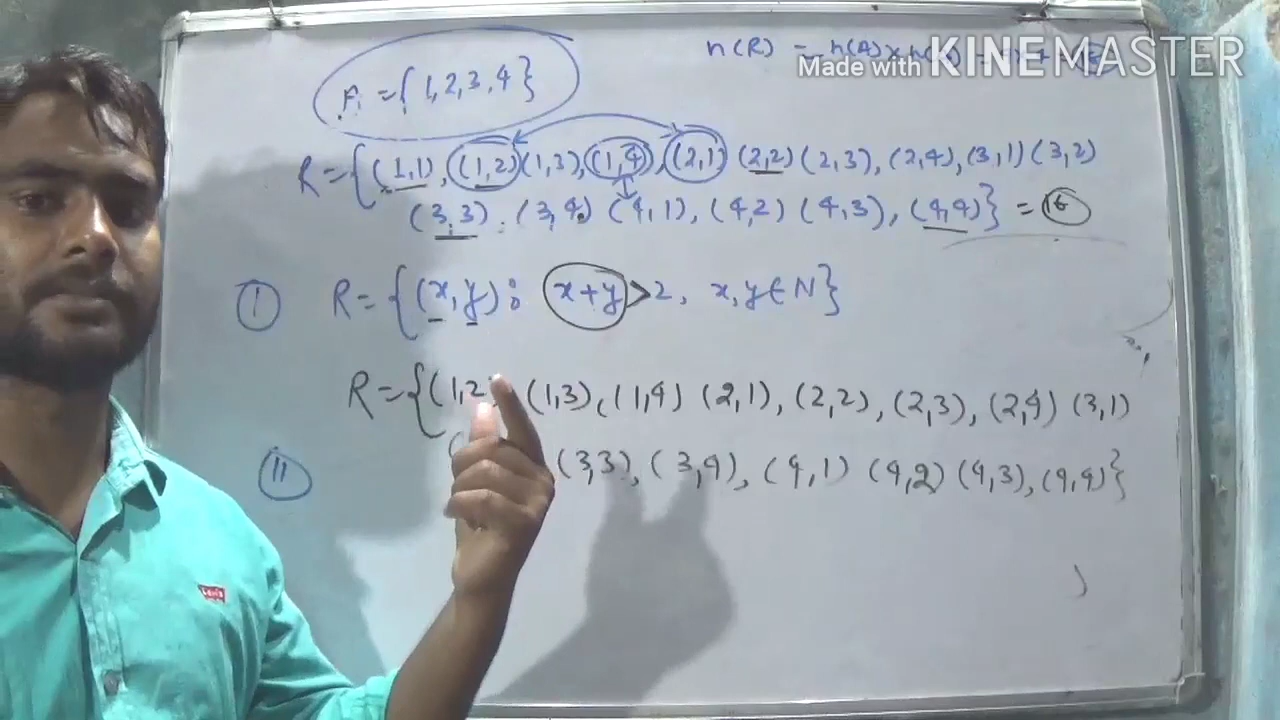 n(R) = n(A) x n(
Made with KINEMASTER
A = {1,2,3,4}
R = {(1,1), (1,2) (1,3), (1,4), (2,1) (2,2) (2,3), (2,4), (3,1) (3,2)
(3,3), (3,4) (4,1), (4,2) (4,3), (4,4)} = 16
I R = {(x,y): x+y > 2, x, y ∈ N}
R = {(1,2) (1,3), (1,4) (2,1), (2,2), (2,3), (2,4) (3,1)
II (3,3), (3,4), (4,1) (4,2) (4,3), (4,4)}
Levi's